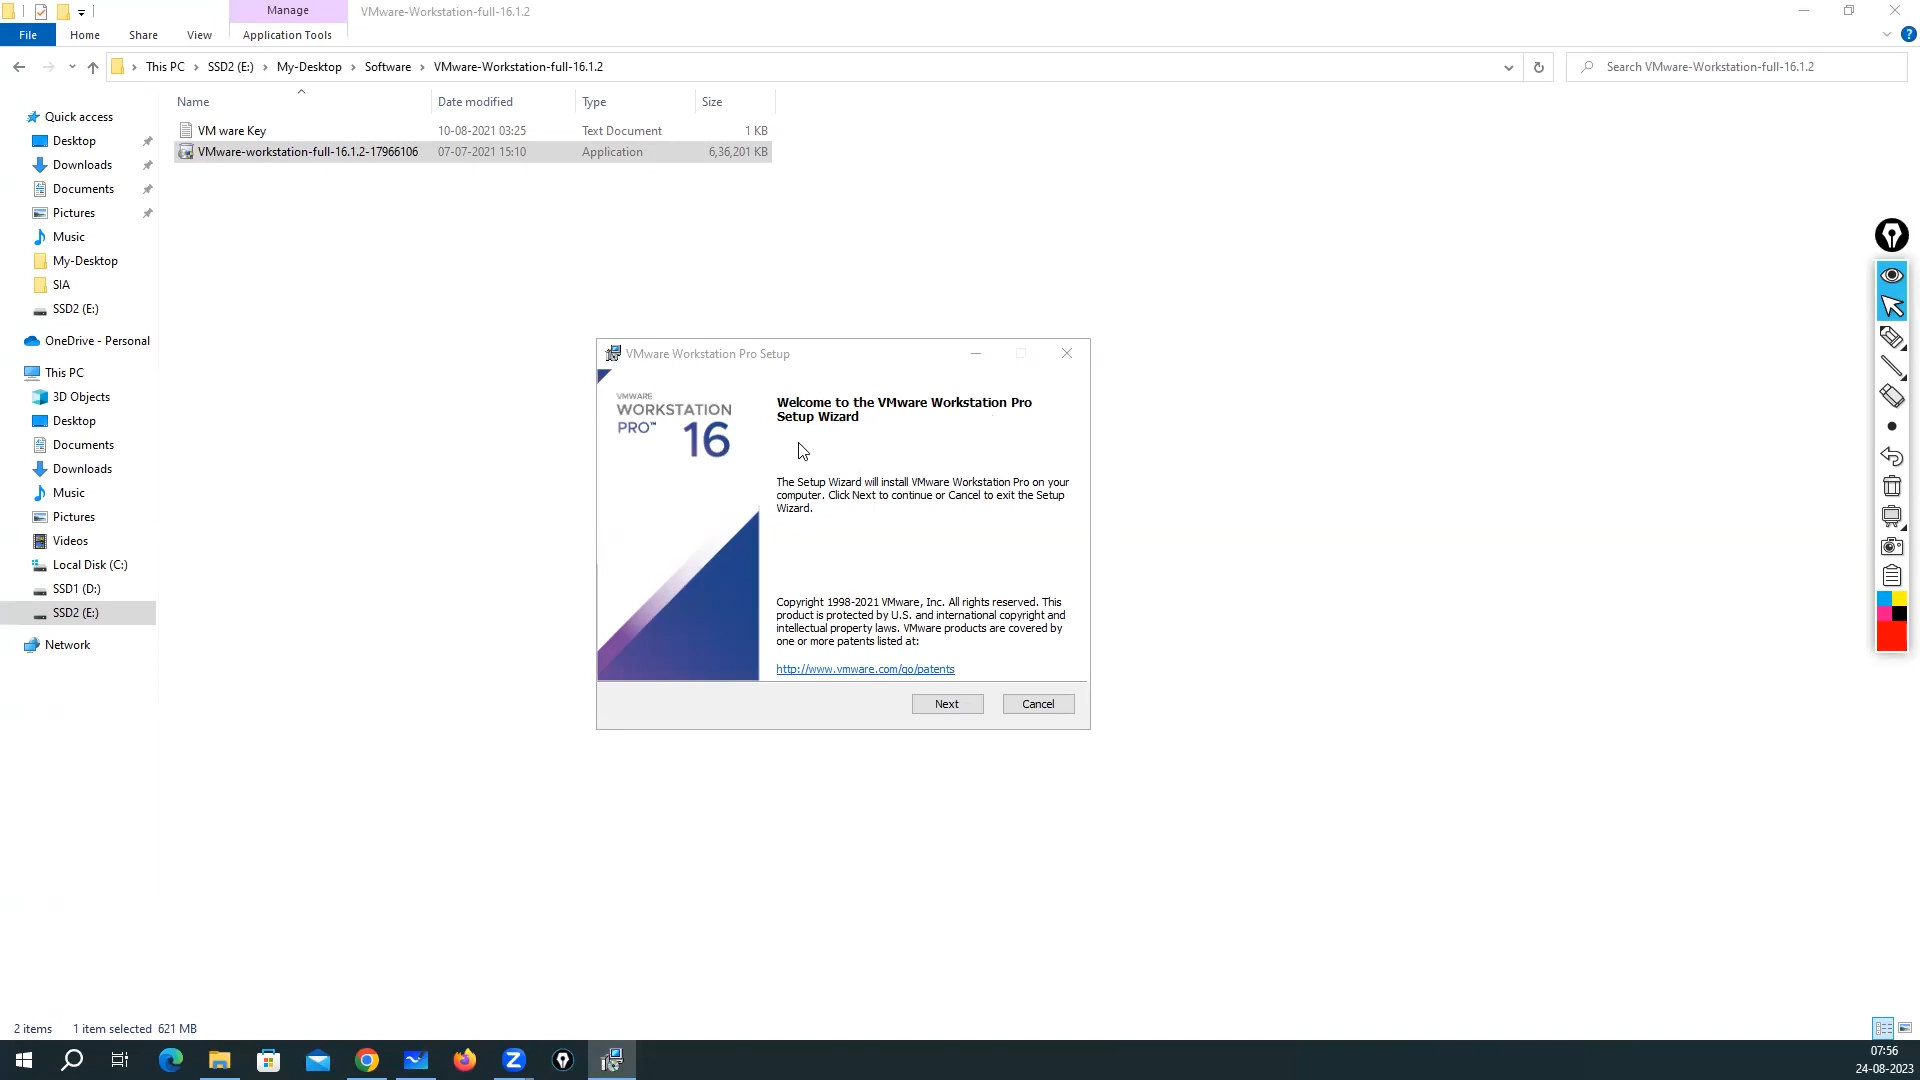 Manage
VMware-Workstation-full-16.1.2
File
Home
Share
View
Application Tools
?
This PC > SSD2 (E:) > My-Desktop > Software > VMware-Workstation-full-16.1.2
Search VMware-Workstation-full-16.1.2
Name
Date modified
Type
Size
VM ware Key
10-08-2021 03:25
Text Document
1 KB
VMware-workstation-full-16.1.2-17966106
07-07-2021 15:10
Application
6,36,201 KB
Quick access
Desktop
Downloads
Documents
Pictures
Music
My-Desktop
SIA
SSD2 (E:)
OneDrive - Personal
This PC
3D Objects
Desktop
Documents
Downloads
Music
Pictures
Videos
Local Disk (C:)
SSD1 (D:)
SSD2 (E:)
Network
VMware Workstation Pro Setup
VMWARE
WORKSTATION
PRO™ 16
Welcome to the VMware Workstation Pro
Setup Wizard
The Setup Wizard will install VMware Workstation Pro on your
computer. Click Next to continue or Cancel to exit the Setup
Wizard.
Copyright 1998-2021 VMware, Inc. All rights reserved. This
product is protected by U.S. and international copyright and
intellectual property laws. VMware products are covered by
one or more patents listed at:
http://www.vmware.com/go/patents
Next
Cancel
2 items
1 item selected 621 MB
07:56
24-08-2023